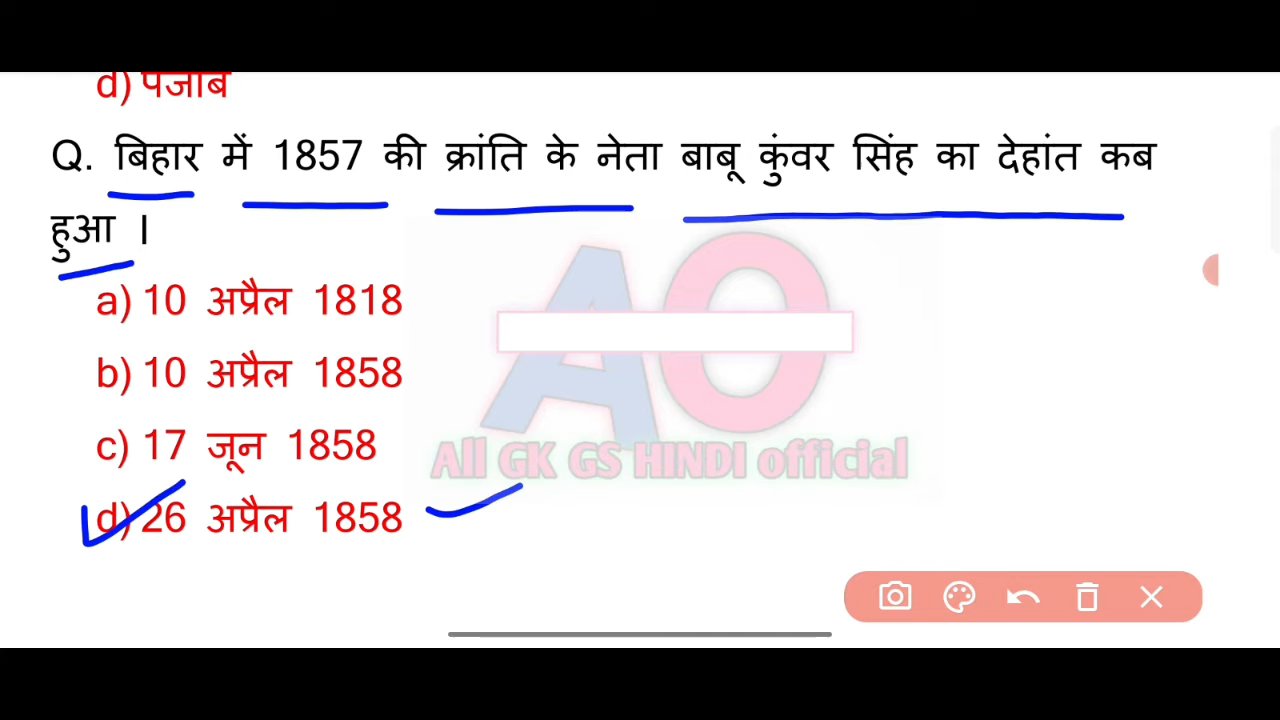 d) पंजाब
Q. बिहार में 1857 की क्रांति के नेता बाबू कुंवर सिंह का देहांत कब
हुआ ।
a) 10 अप्रैल 1818
b) 10 अप्रैल 1858
c) 17 जून 1858
d) 26 अप्रैल 1858
AO
All GK GS HINDI official